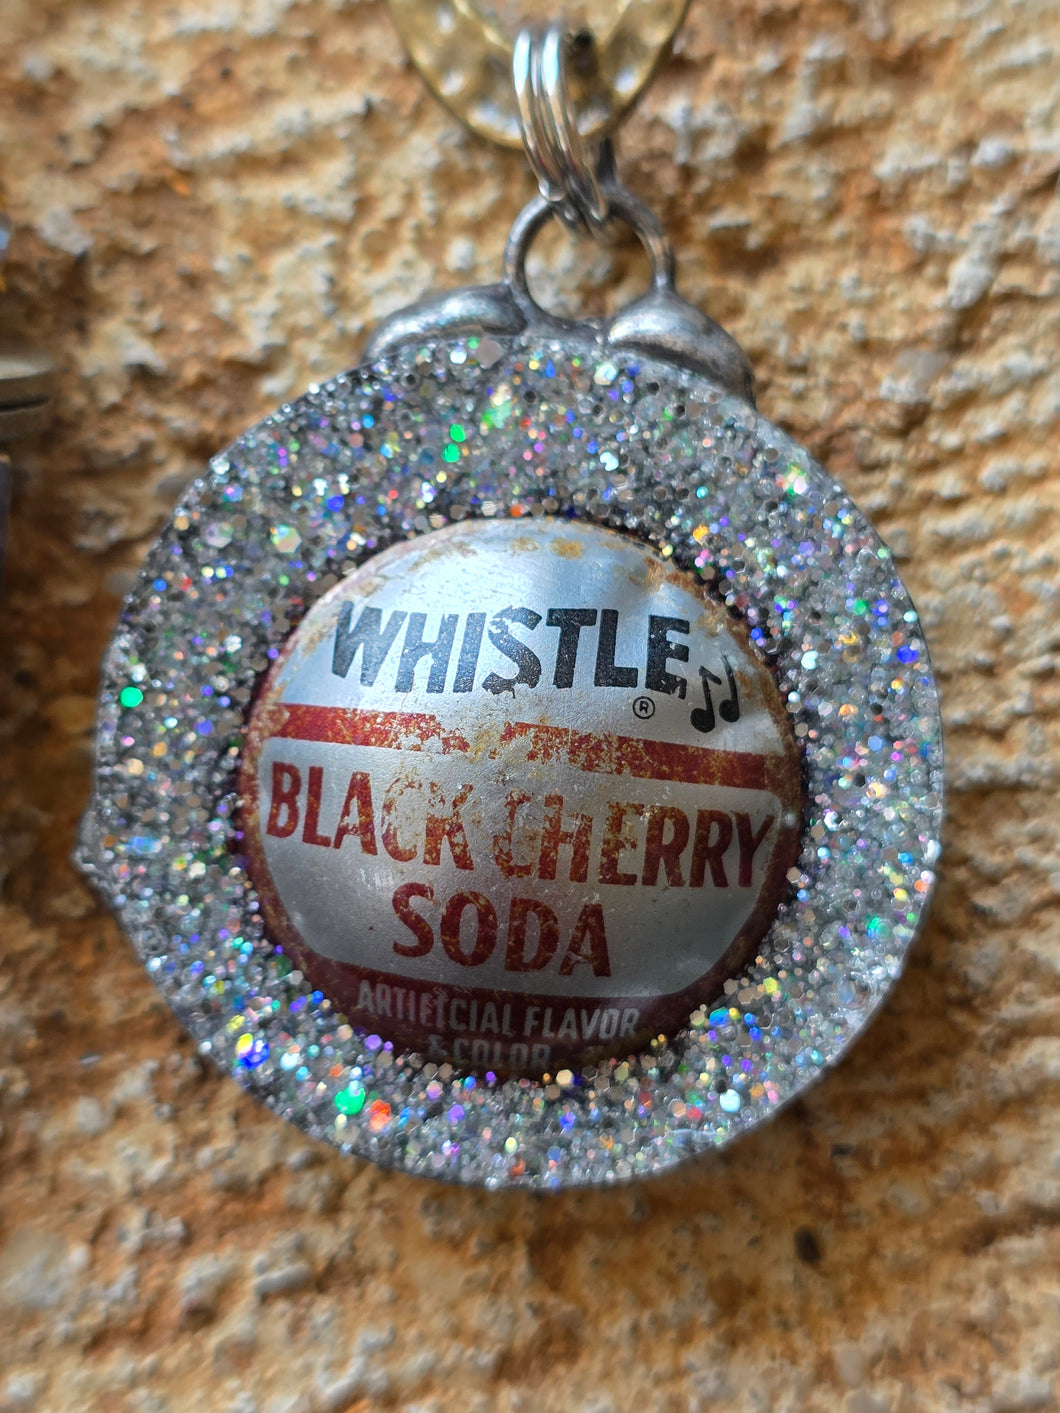 WHISTLE
®
BLACK CHERRY
SODA
ARTIFICIAL FLAVOR
& COLOR